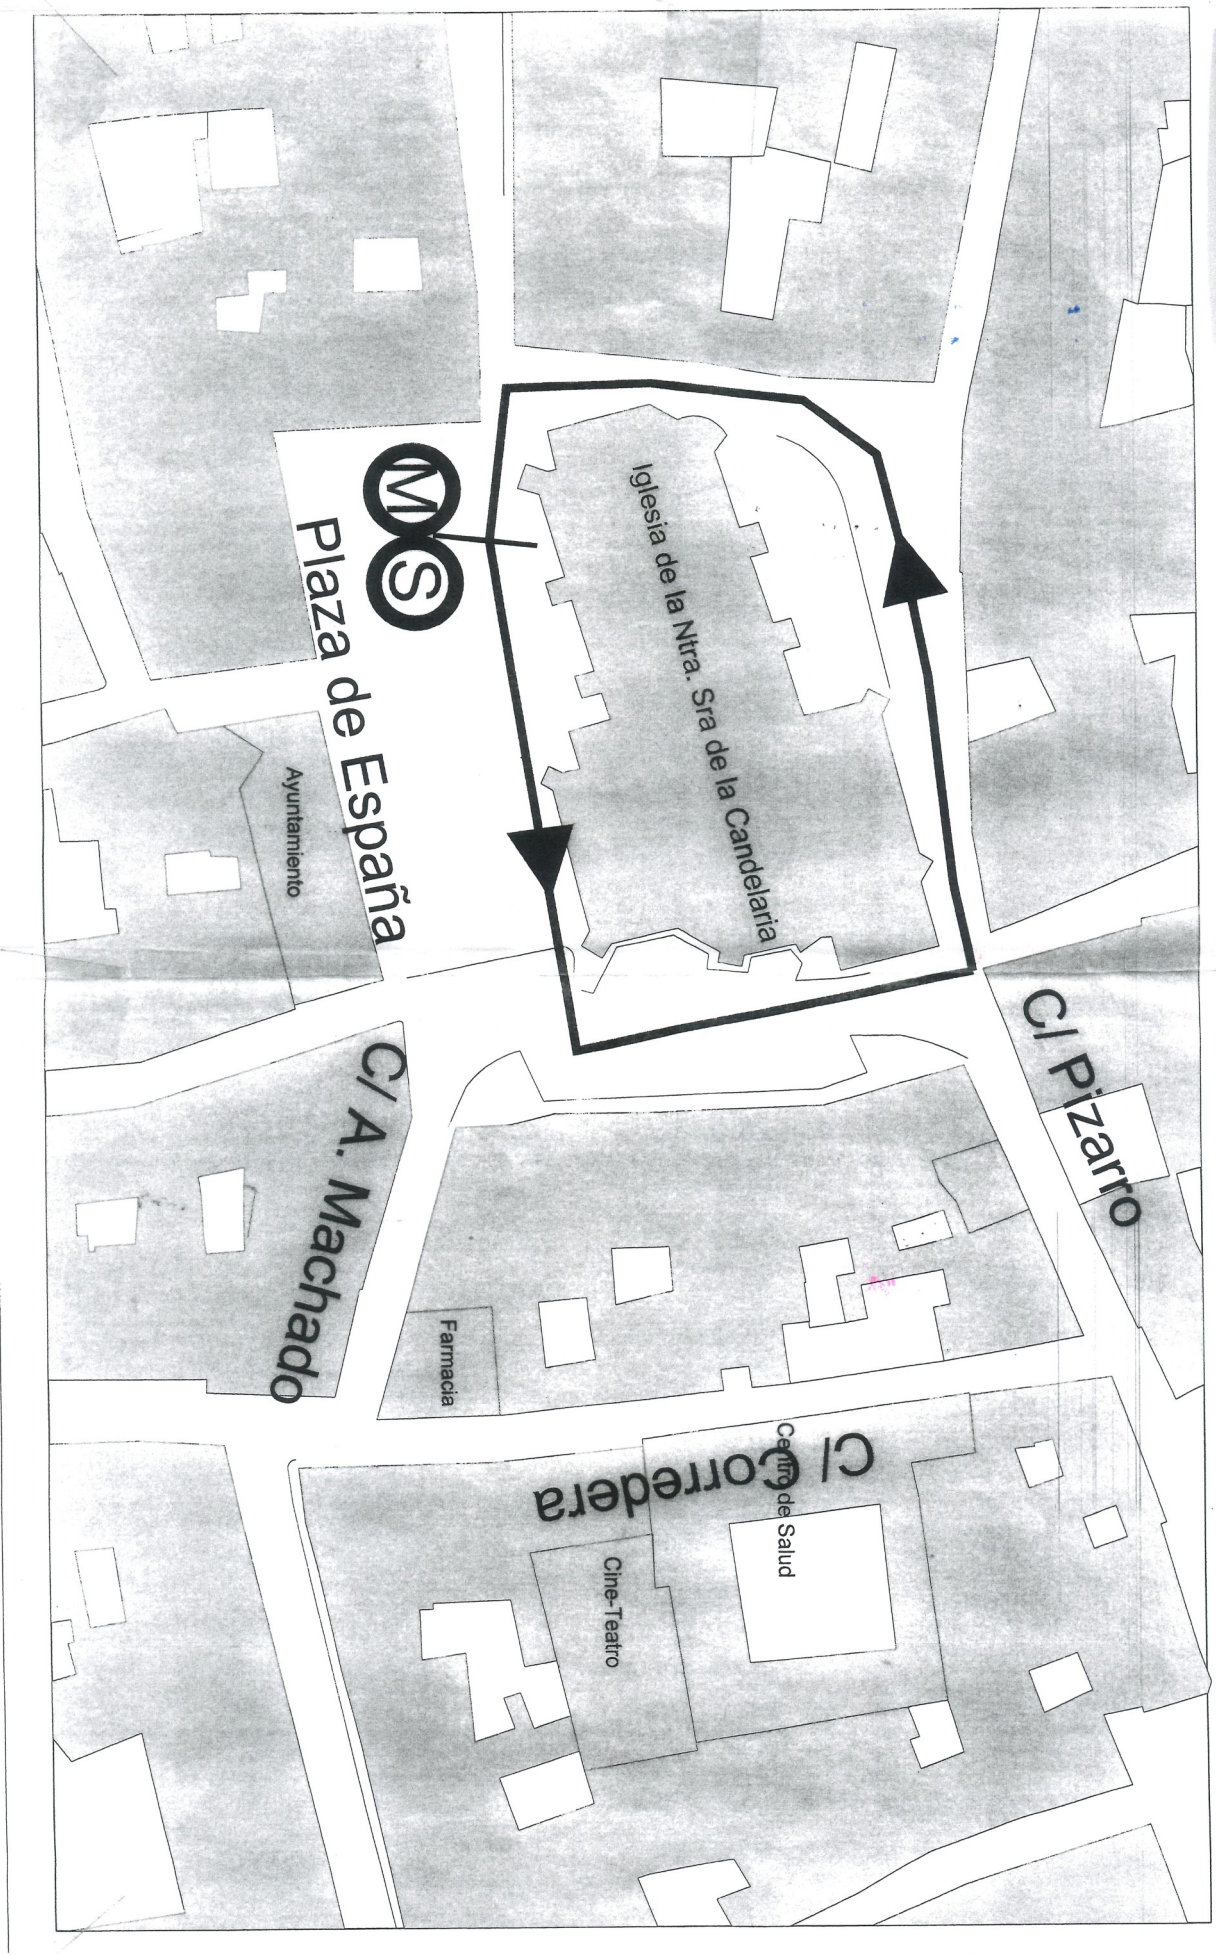 Iglesia de la Ntra. Sra de la Candelaria
M
S
Plaza de España
Ayuntamiento
C/ Pizarro
C/ A. Machado
Farmacia
C/ Corredera
Centro de Salud
Cine-Teatro